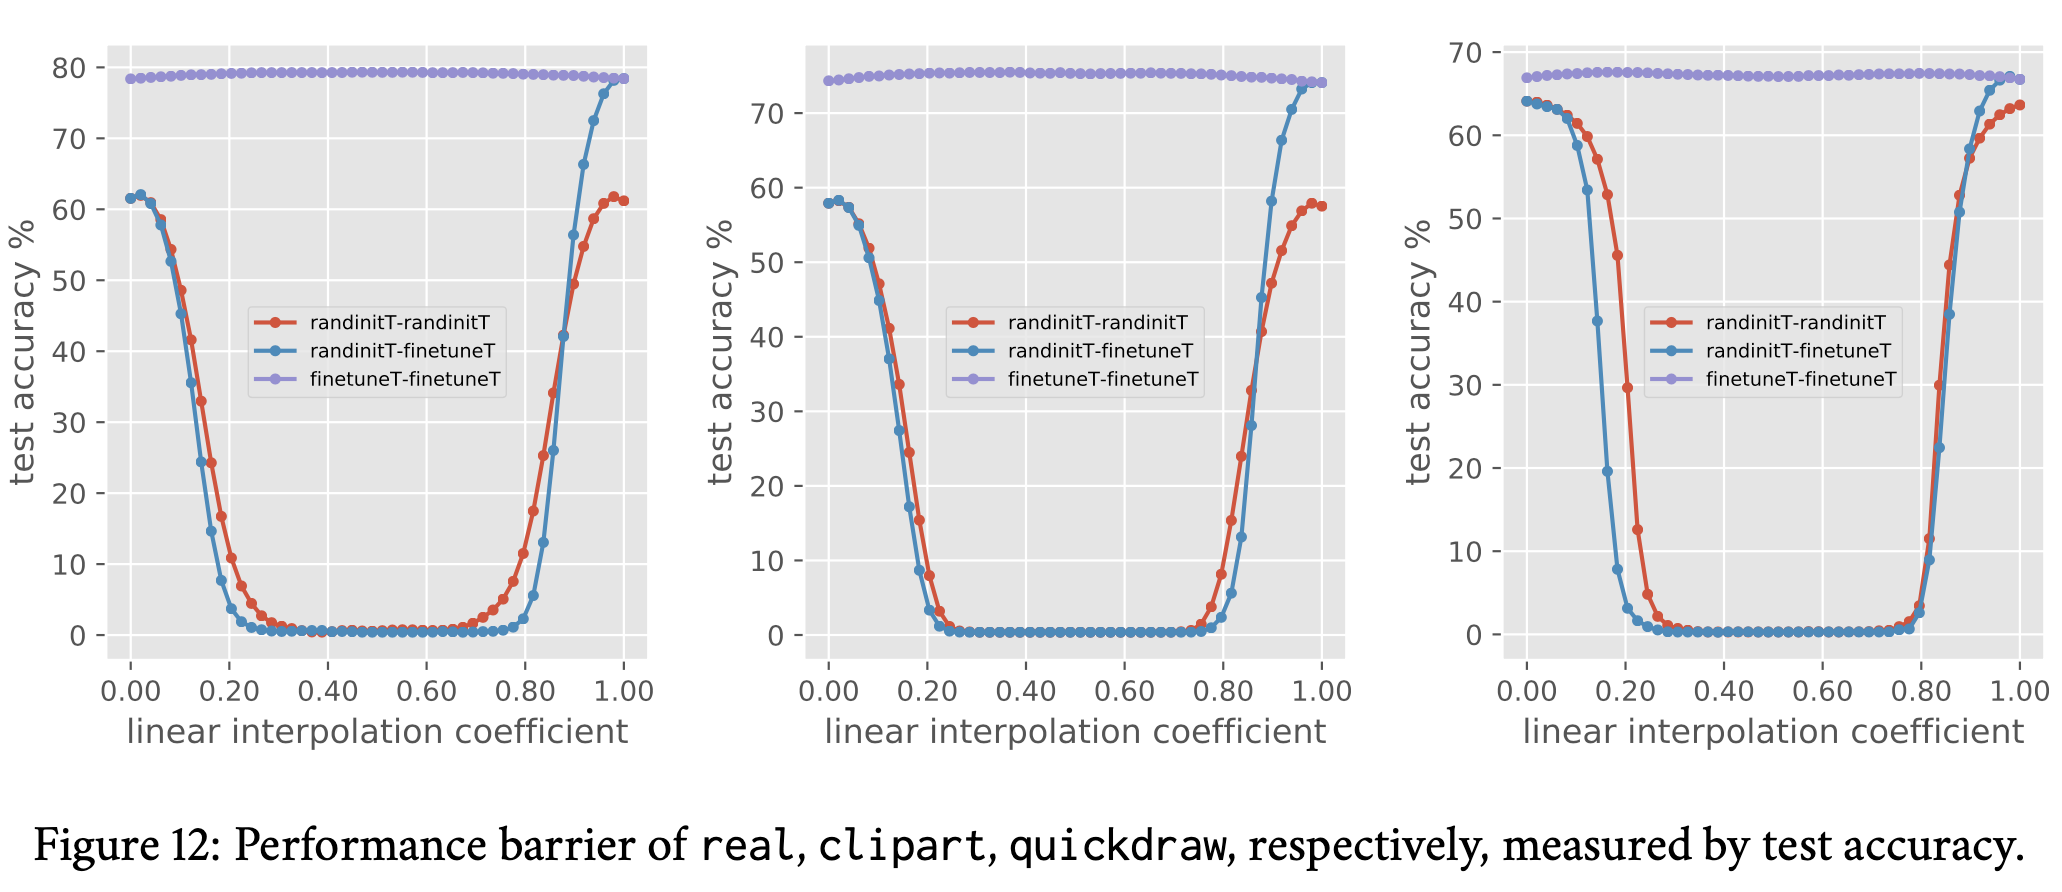 test accuracy %
80
70
60
50
40
30
20
10
0
randinitT-randinitT
randinitT-finetuneT
finetuneT-finetuneT
0.00 0.20 0.40 0.60 0.80 1.00
linear interpolation coefficient
test accuracy %
70
60
50
40
30
20
10
0
randinitT-randinitT
randinitT-finetuneT
finetuneT-finetuneT
0.00 0.20 0.40 0.60 0.80 1.00
linear interpolation coefficient
test accuracy %
70
60
50
40
30
20
10
0
randinitT-randinitT
randinitT-finetuneT
finetuneT-finetuneT
0.00 0.20 0.40 0.60 0.80 1.00
linear interpolation coefficient
Figure 12: Performance barrier of real, clipart, quickdraw, respectively, measured by test accuracy.